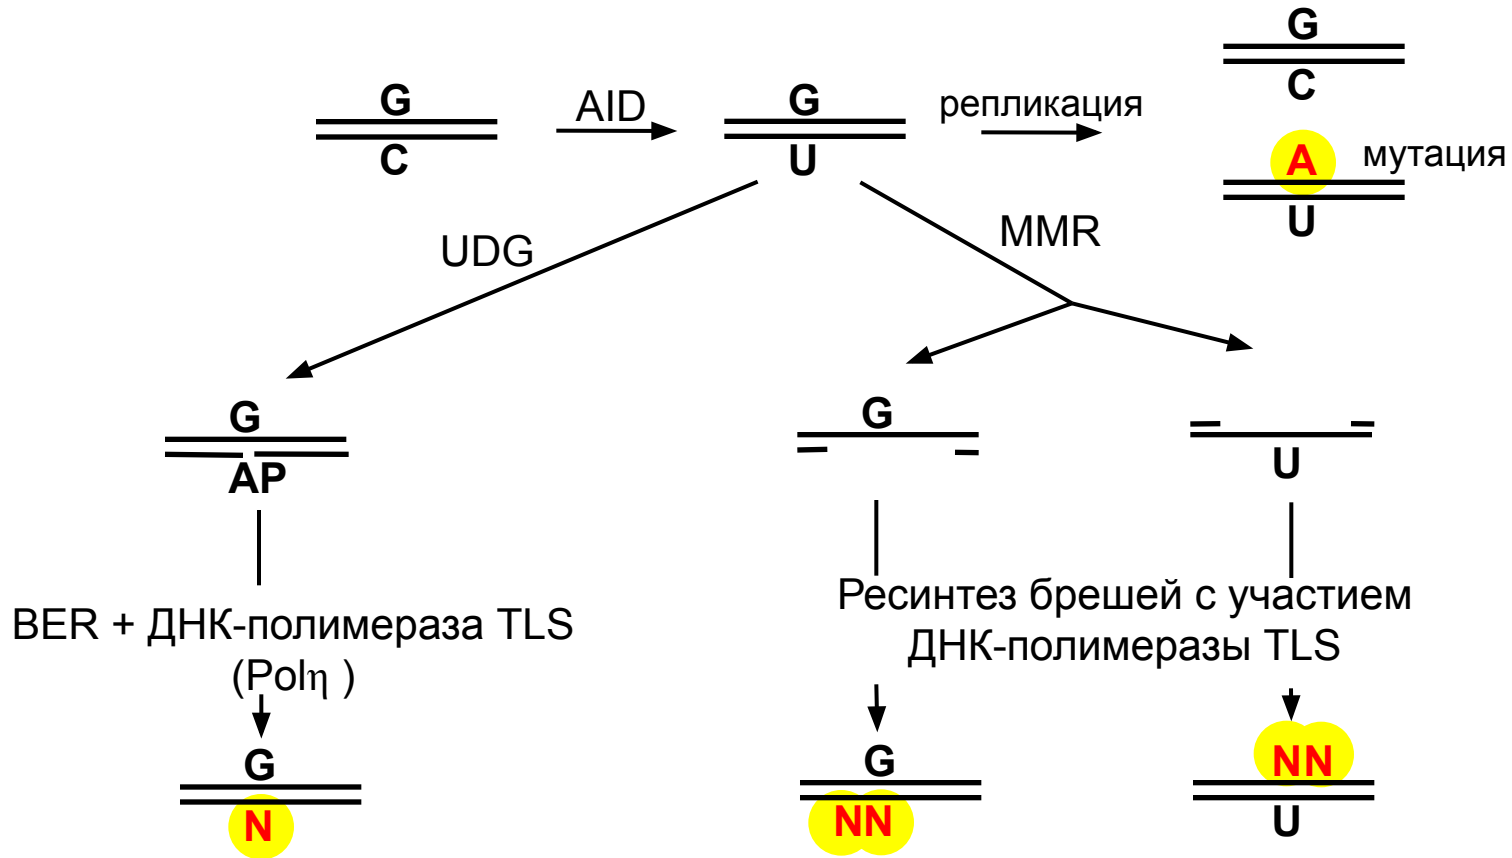 G
C
AID
G
U
репликация
G
C
A
мутация
U
UDG
MMR
G
AP
G
U
BER + ДНК-полимераза TLS
(Polη )
Ресинтез брешей с участием
ДНК-полимеразы TLS
G
N
G
NN
NN
U